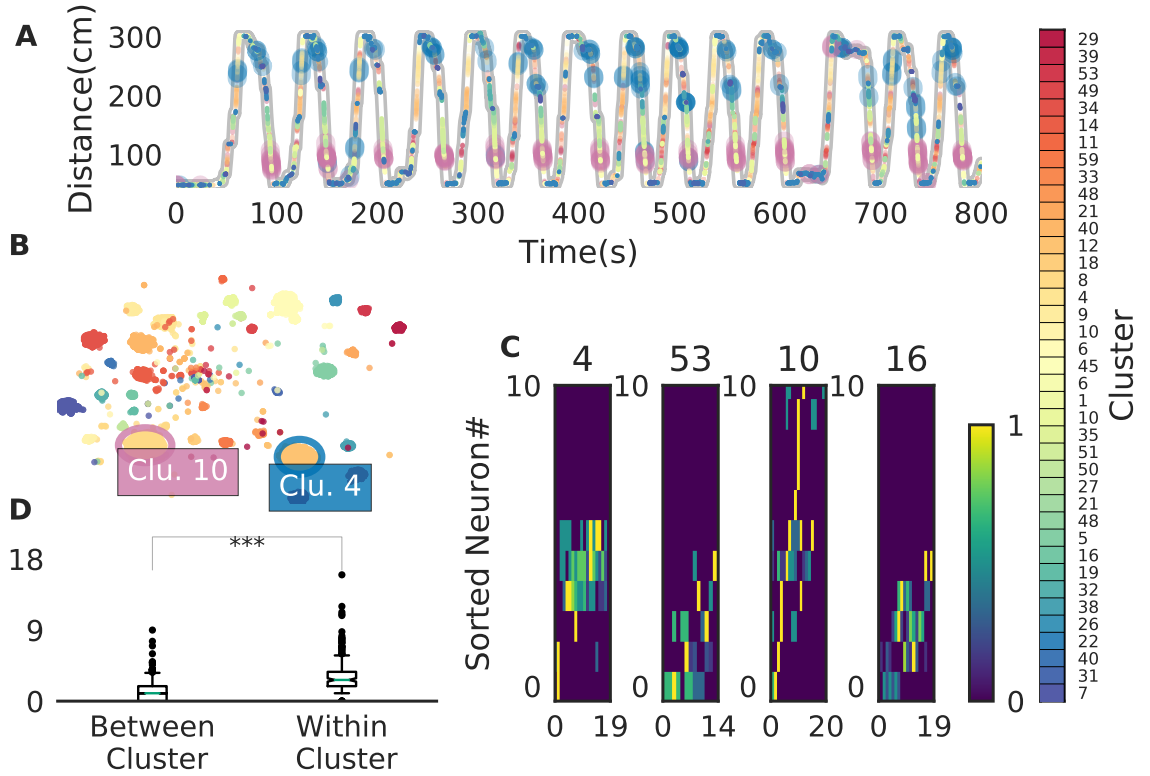 A
Distance(cm)
300
200
100
0 100 200 300 400 500 600 700 800
Time(s)
B
Clu. 10
Clu. 4
C
4 53 10 16
10 10 10 10
Sorted Neuron#
0 0 0 0
0 19 0 14 0 20 0 19
1
0
D
***
18
9
0
Between
Cluster
Within
Cluster
29
39
53
49
34
14
11
59
33
48
21
40
12
18
8
4
9
10
6
45
6
1
10
35
51
50
27
21
48
5
16
19
32
38
26
22
40
31
7
Cluster